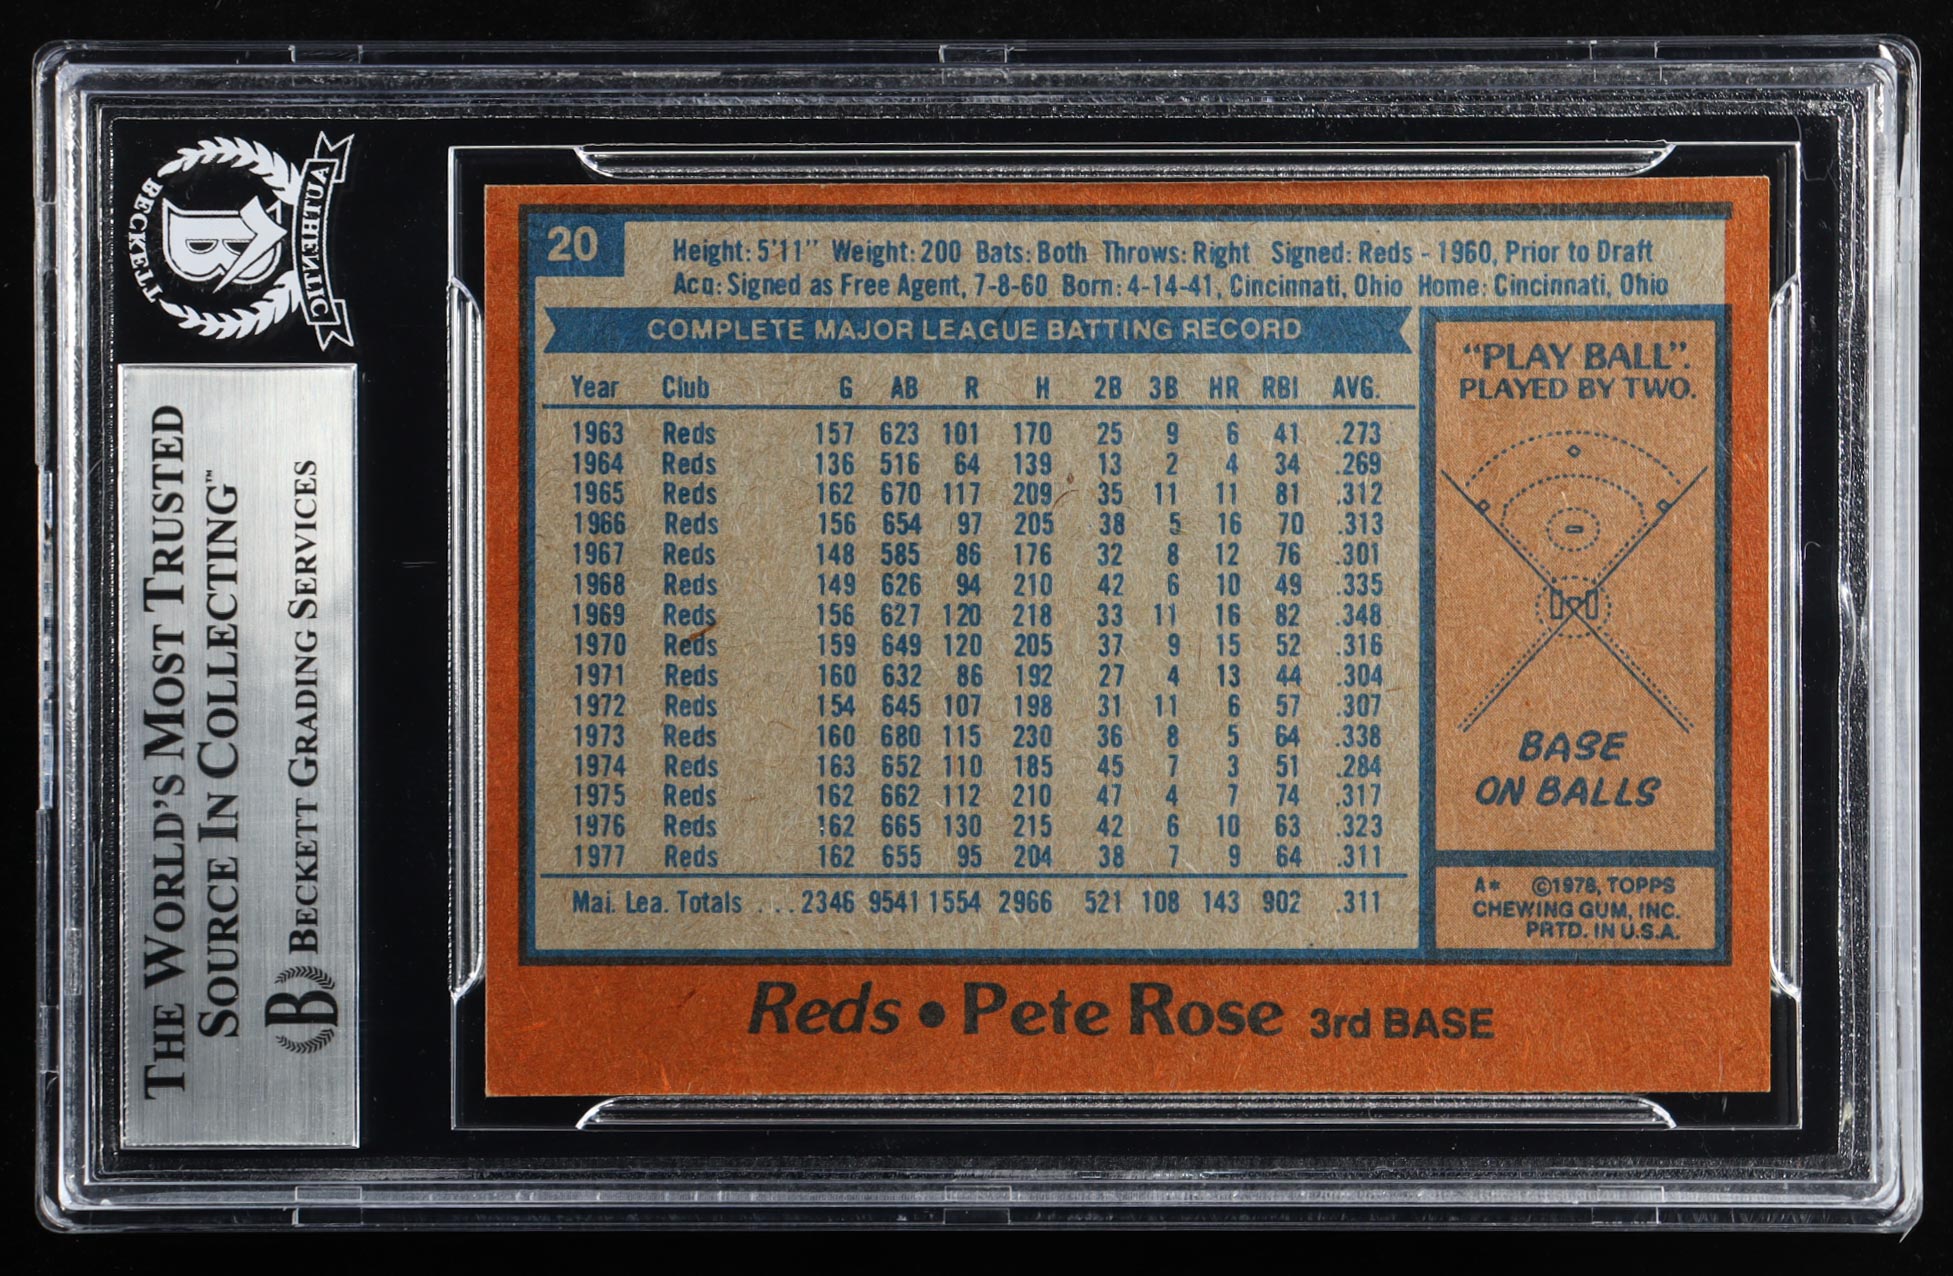 BECKETT
AUTHENTIC
B
THE WORLD'S MOST TRUSTED
SOURCE IN COLLECTING™
B BECKETT GRADING SERVICES
20
Height: 5'11" Weight: 200 Bats: Both Throws: Right Signed: Reds - 1960, Prior to Draft
Acq: Signed as Free Agent, 7-8-60 Born: 4-14-41, Cincinnati, Ohio Home: Cincinnati, Ohio
COMPLETE MAJOR LEAGUE BATTING RECORD
Year Club G AB R H 2B 3B HR RBI AVG.
1963 Reds 157 623 101 170 25 9 6 41 .273
1964 Reds 136 516 64 139 13 2 4 34 .269
1965 Reds 162 670 117 209 35 11 11 81 .312
1966 Reds 156 654 97 205 38 5 16 70 .313
1967 Reds 148 585 86 176 32 8 12 76 .301
1968 Reds 149 626 94 210 42 6 10 49 .335
1969 Reds 156 627 120 218 33 11 16 82 .348
1970 Reds 159 649 120 205 37 9 15 52 .316
1971 Reds 160 632 86 192 27 4 13 44 .304
1972 Reds 154 645 107 198 31 11 6 57 .307
1973 Reds 160 680 115 230 36 8 5 64 .338
1974 Reds 163 652 110 185 45 7 3 51 .284
1975 Reds 162 662 112 210 47 4 7 74 .317
1976 Reds 162 665 130 215 42 6 10 63 .323
1977 Reds 162 655 95 204 38 7 9 64 .311
Maj. Lea. Totals ....2346 9541 1554 2966 521 108 143 902 .311
"PLAY BALL".
PLAYED BY TWO.
BASE
ON BALLS
A* ©1978, TOPPS
CHEWING GUM, INC.
PRTD. IN U.S.A.
Reds • Pete Rose 3rd BASE